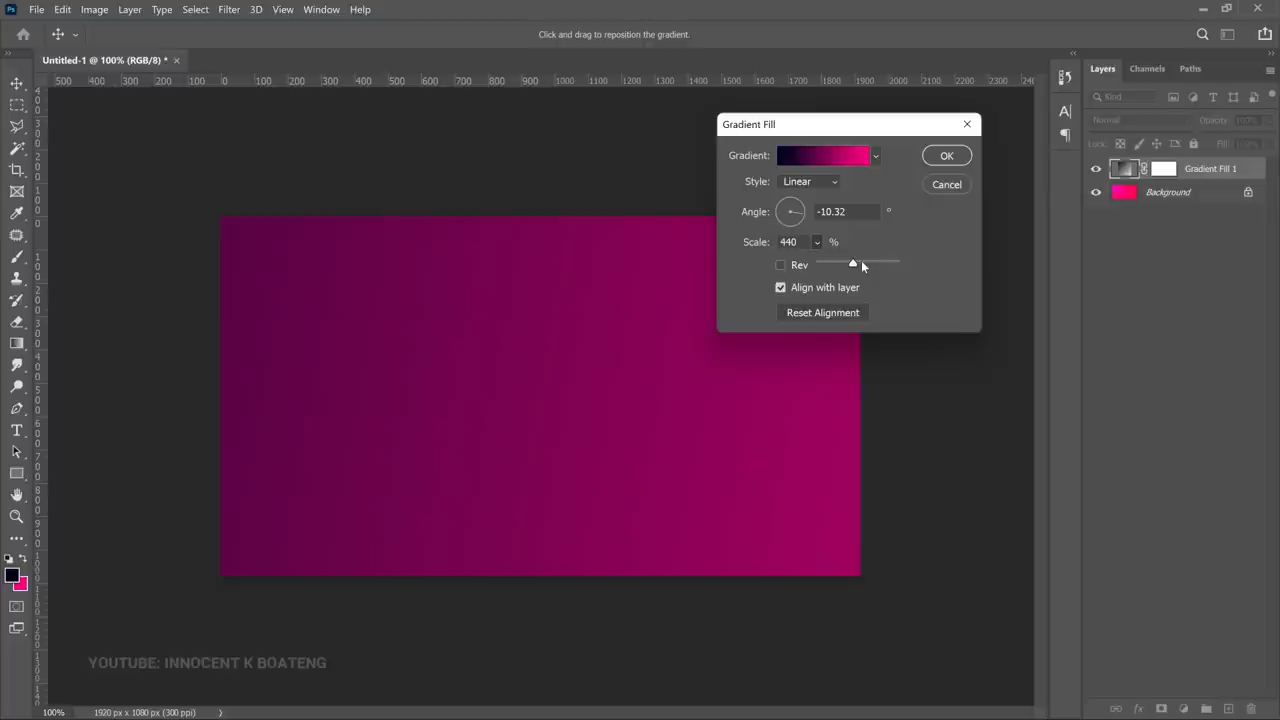 Ps File Edit Image Layer Type Select Filter 3D View Window Help
Click and drag to reposition the gradient.
Untitled-1 @ 100% (RGB/8) * ×
500 400 300 200 100 0 100 200 300 400 500 600 700 800 900 1000 1100 1200 1300 1400 1500 1600 1700 1800 1900 2000 2100 2200 2300
Layers Channels Paths
Kind
Normal Opacity: 100%
Lock: Fill:
Gradient Fill 1
Background
Gradient Fill
Gradient: OK
Style: Linear Cancel
Angle: -10.32 °
Scale: 440 %
Rev
Align with layer
Reset Alignment
YOUTUBE: INNOCENT K BOATENG
100% 1920 px x 1080 px (300 ppi)